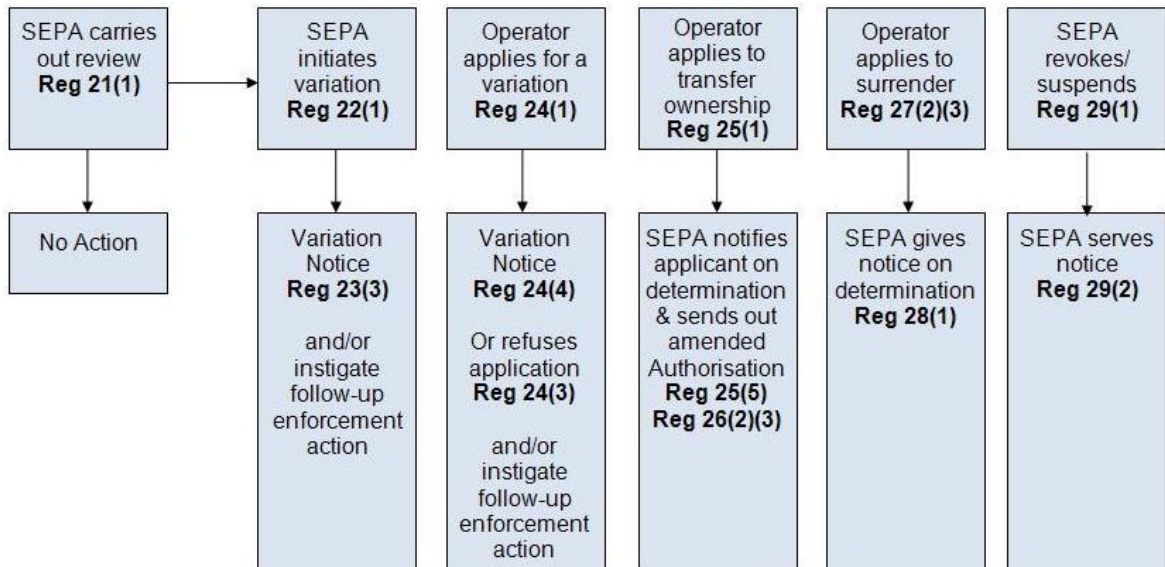 SEPA carries
out review
Reg 21(1)
SEPA
initiates
variation
Reg 22(1)
Operator
applies for a
variation
Reg 24(1)
Operator
applies to
transfer
ownership
Reg 25(1)
Operator
applies to
surrender
Reg 27(2)(3)
SEPA
revokes/
suspends
Reg 29(1)
No Action
Variation
Notice
Reg 23(3)
and/or
instigate
follow-up
enforcement
action
Variation
Notice
Reg 24(4)
Or refuses
application
Reg 24(3)
and/or
instigate
follow-up
enforcement
action
SEPA notifies
applicant on
determination
& sends out
amended
Authorisation
Reg 25(5)
Reg 26(2)(3)
SEPA gives
notice on
determination
Reg 28(1)
SEPA serves
notice
Reg 29(2)